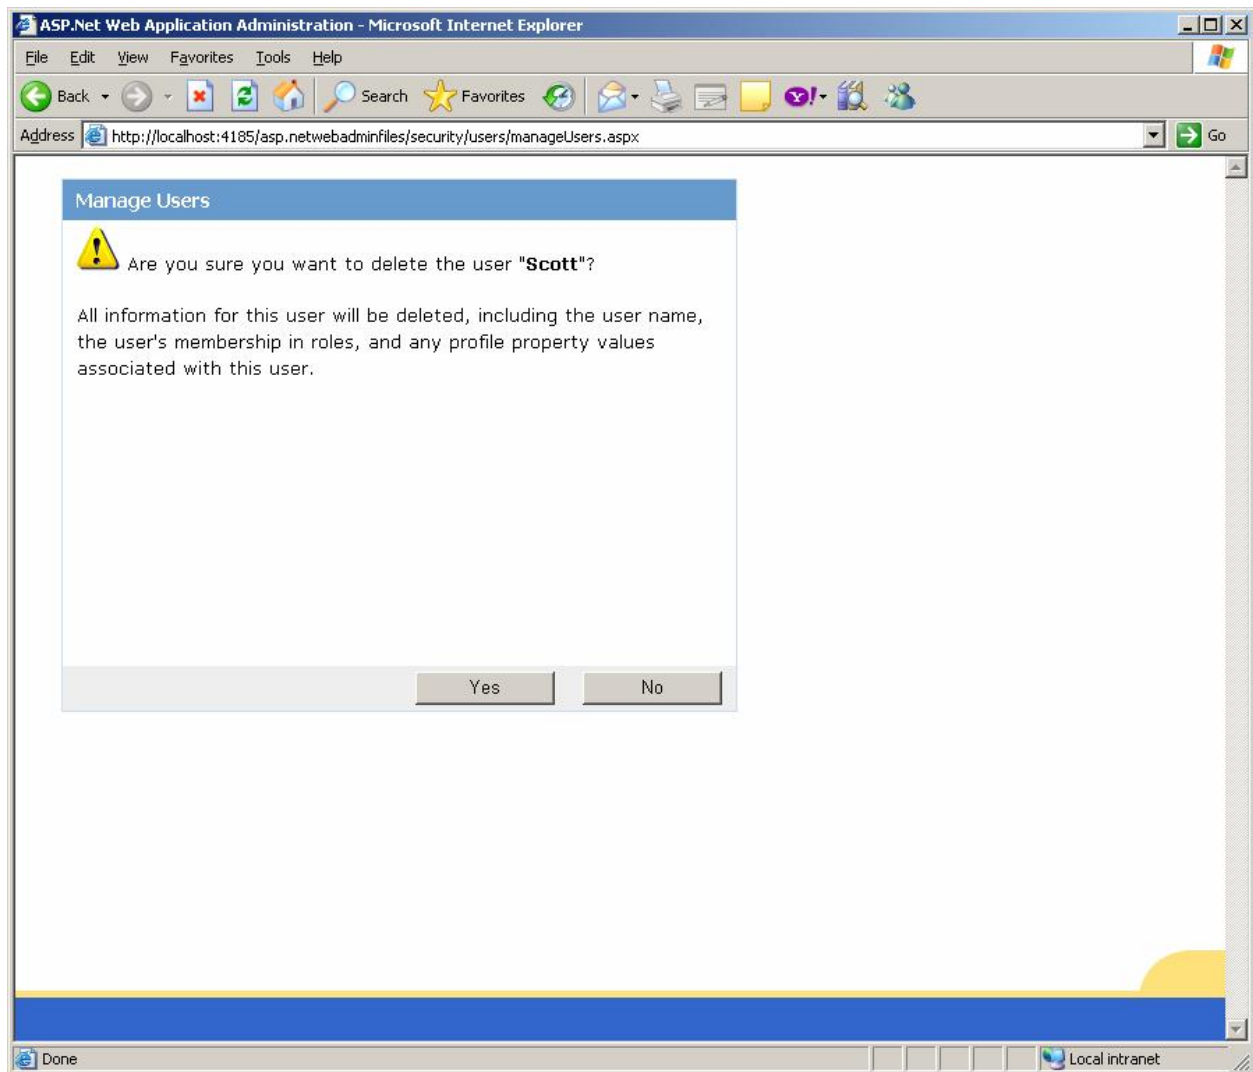 ASP.Net Web Application Administration - Microsoft Internet Explorer
File Edit View Favorites Tools Help
Back Search Favorites
Address http://localhost:4185/asp.netwebadminfiles/security/users/manageUsers.aspx Go
Manage Users
Are you sure you want to delete the user "Scott"?
All information for this user will be deleted, including the user name,
the user's membership in roles, and any profile property values
associated with this user.
Yes No
Done Local intranet